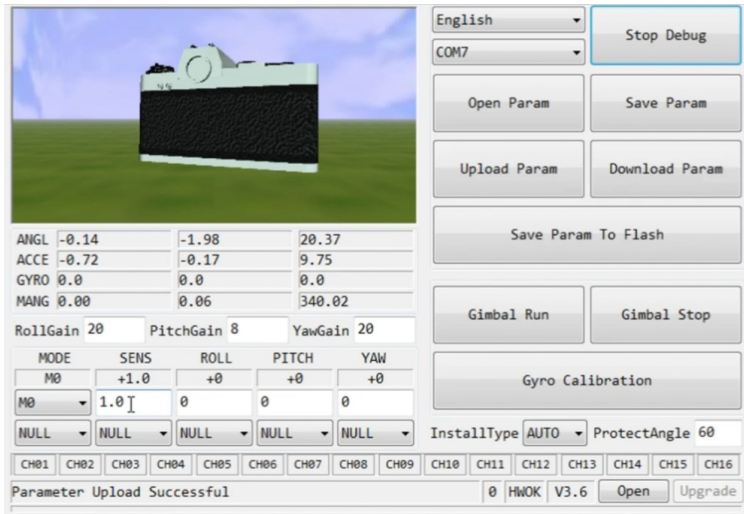 English
Stop Debug
COM7
Open Param
Save Param
Upload Param
Download Param
Save Param To Flash
ANGL -0.14 -1.98 20.37
ACCE -0.72 -0.17 9.75
GYRO 0.0 0.0 0.0
MANG 0.00 0.06 340.02
Gimbal Run
Gimbal Stop
RollGain 20 PitchGain 8 YawGain 20
MODE SENS ROLL PITCH YAW
M0 +1.0 +0 +0 +0
M0 1.0 0 0 0
Gyro Calibration
NULL NULL NULL NULL NULL
InstallType AUTO ProtectAngle 60
CH01 CH02 CH03 CH04 CH05 CH06 CH07 CH08 CH09 CH10 CH11 CH12 CH13 CH14 CH15 CH16
Parameter Upload Successful 0 HWOK V3.6 Open Upgrade